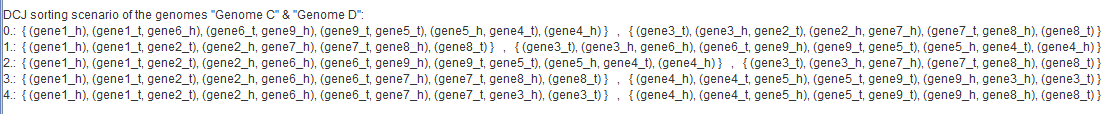 DCJ sorting scenario of the genomes "Genome C" & "Genome D":
0.: { (gene1_h), (gene1_t, gene6_h), (gene6_t, gene9_h), (gene9_t, gene5_t), (gene5_h, gene4_t), (gene4_h) } , { (gene3_t), (gene3_h, gene2_t), (gene2_h, gene7_h), (gene7_t, gene8_h), (gene8_t) }
1.: { (gene1_h), (gene1_t, gene2_t), (gene2_h, gene7_h), (gene7_t, gene8_h), (gene8_t) } , { (gene3_t), (gene3_h, gene6_h), (gene6_t, gene9_h), (gene9_t, gene5_t), (gene5_h, gene4_t), (gene4_h) }
2.: { (gene1_h), (gene1_t, gene2_t), (gene2_h, gene6_h), (gene6_t, gene9_h), (gene9_t, gene5_t), (gene5_h, gene4_t), (gene4_h) } , { (gene3_t), (gene3_h, gene7_h), (gene7_t, gene8_h), (gene8_t) }
3.: { (gene1_h), (gene1_t, gene2_t), (gene2_h, gene6_h), (gene6_t, gene7_h), (gene7_t, gene8_h), (gene8_t) } , { (gene4_h), (gene4_t, gene5_h), (gene5_t, gene9_t), (gene9_h, gene3_h), (gene3_t) }
4.: { (gene1_h), (gene1_t, gene2_t), (gene2_h, gene6_h), (gene6_t, gene7_h), (gene7_t, gene3_h), (gene3_t) } , { (gene4_h), (gene4_t, gene5_h), (gene5_t, gene9_t), (gene9_h, gene8_h), (gene8_t) }